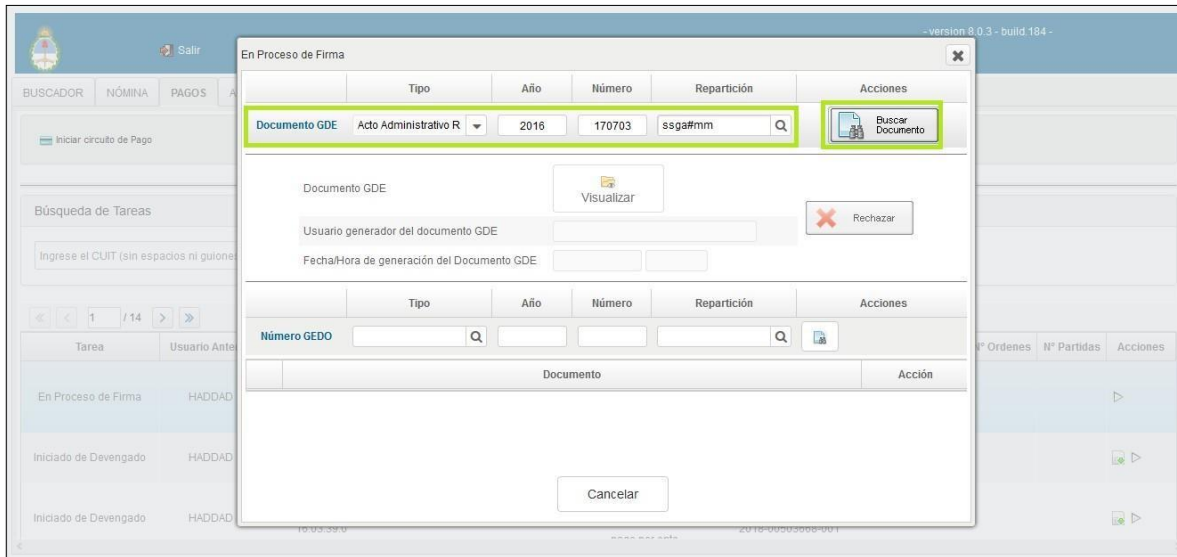 - version 8.0.3 - build.184 -
Salir
En Proceso de Firma
BUSCADOR NÓMINA PAGOS
Tipo Año Número Repartición Acciones
Documento GDE Acto Administrativo R 2016 170703 ssga#mm Buscar Documento
Iniciar circuito de Pago
Documento GDE Visualizar
Rechazar
Usuario generador del documento GDE
Fecha/Hora de generación del Documento GDE
Búsqueda de Tareas
Ingrese el CUIT (sin espacios ni guione
Tipo Año Número Repartición Acciones
1 / 14
Número GEDO
Tarea Usuario Ante Nº Ordenes Nº Partidas Acciones
Documento Acción
En Proceso de Firma HADDAD
Iniciado de Devengado HADDAD
Cancelar
Iniciado de Devengado HADDAD